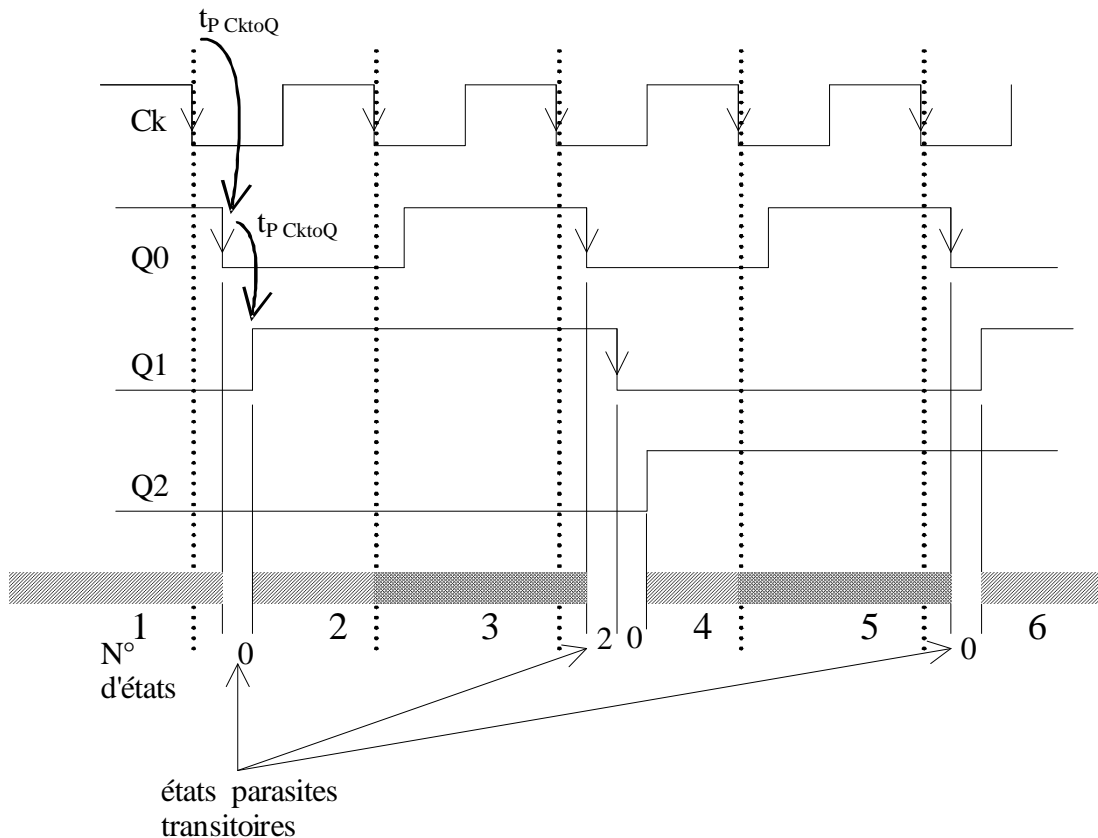 tP CktoQ
Ck
tP CktoQ
Q0
Q1
Q2
1 0 2 3 2 0 4 5 0 6
N°
d'états
états parasites
transitoires